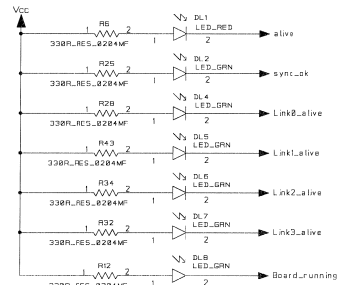 Vcc
R6 DL1
LED_RED
1 2 alive
330R_RES_0204MF 1 2
R25 DL2
LED_GRN
1 2 sync_ok
330R_RES_0204MF 1 2
R28 DL4
LED_GRN
1 2 Link0_alive
330R_RES_0204MF 1 2
R43 DL5
LED_GRN
1 2 Link1_alive
330R_RES_0204MF 1 2
R34 DL6
LED_GRN
1 2 Link2_alive
330R_RES_0204MF 1 2
R32 DL7
LED_GRN
1 2 Link3_alive
330R_RES_0204MF 1 2
R12 DL8
LED_GRN
1 2 Board_running
330R_RES_0204MF 1 2